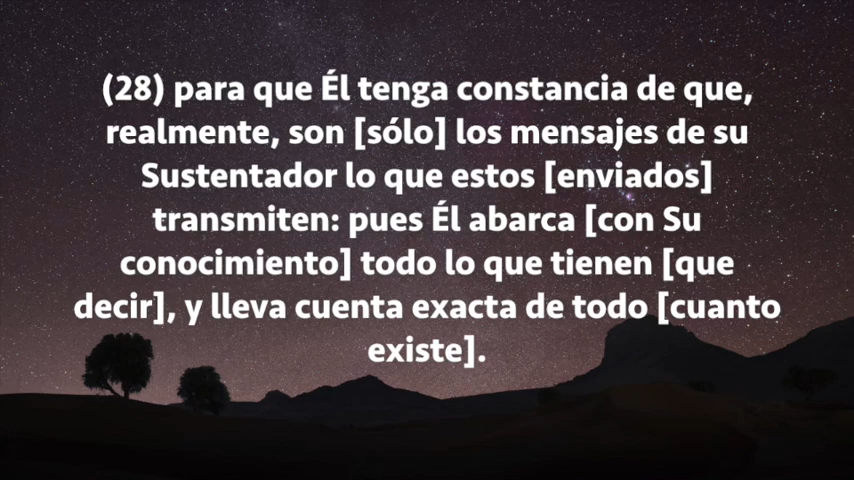 (28) para que Él tenga constancia de que,
realmente, son [sólo] los mensajes de su
Sustentador lo que estos [enviados]
transmiten: pues Él abarca [con Su
conocimiento] todo lo que tienen [que
decir], y lleva cuenta exacta de todo [cuanto
existe].